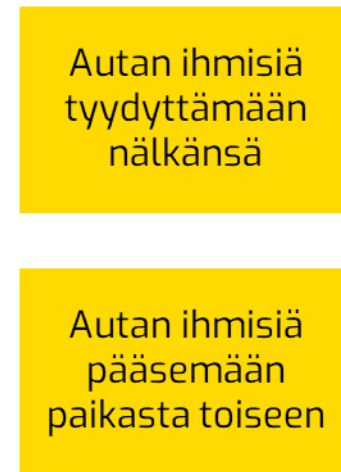 Autan ihmisiä
tyydyttämään
nälkänsä
Autan ihmisiä
pääsemään
paikasta toiseen